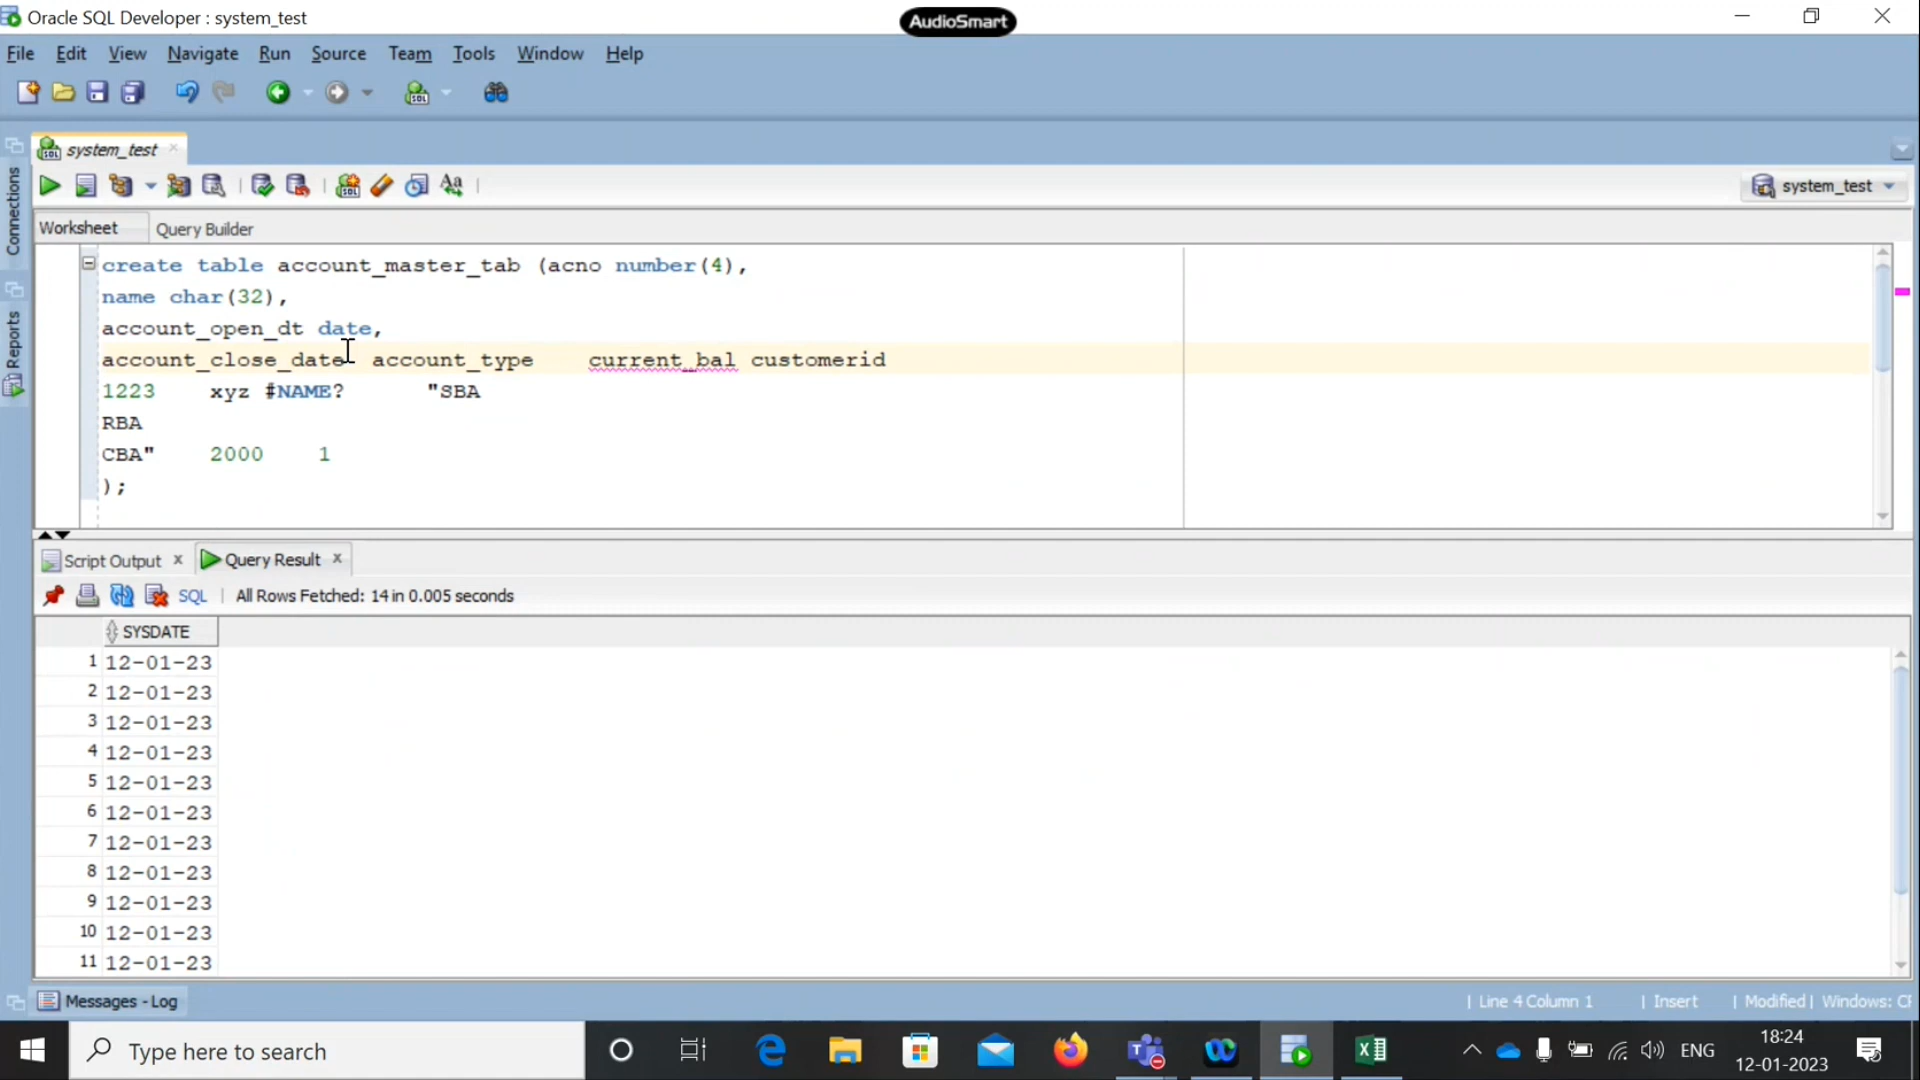 Oracle SQL Developer : system_test
AudioSmart
File Edit View Navigate Run Source Team Tools Window Help
system_test
system_test
Connections
Reports
Worksheet Query Builder
create table account_master_tab (acno number(4),
name char(32),
account_open_dt date,
account_close_date account_type current_bal customerid
1223 xyz #NAME? "SBA
RBA
CBA" 2000 1
);
Script Output Query Result
SQL All Rows Fetched: 14 in 0.005 seconds
SYSDATE
1 12-01-23
2 12-01-23
3 12-01-23
4 12-01-23
5 12-01-23
6 12-01-23
7 12-01-23
8 12-01-23
9 12-01-23
10 12-01-23
11 12-01-23
Messages - Log
Line 4 Column 1 | Insert | Modified | Windows: CF
Type here to search
ENG
18:24
12-01-2023